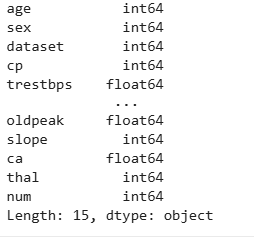 age int64
sex int64
dataset int64
cp int64
trestbps float64
...
oldpeak float64
slope int64
ca float64
thal int64
num int64
Length: 15, dtype: object